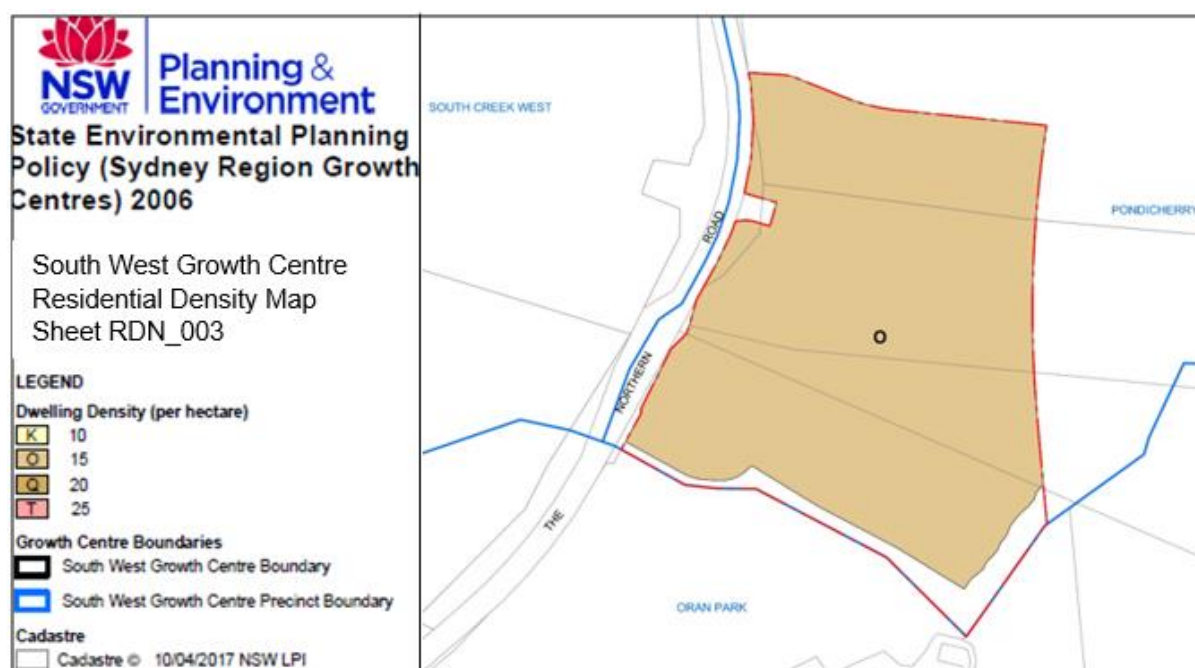 NSW
GOVERNMENT
Planning &
Environment
State Environmental Planning
Policy (Sydney Region Growth
Centres) 2006
South West Growth Centre
Residential Density Map
Sheet RDN_003
LEGEND
Dwelling Density (per hectare)
K 10
O 15
Q 20
T 25
Growth Centre Boundaries
South West Growth Centre Boundary
South West Growth Centre Precinct Boundary
Cadastre
Cadastre © 10/04/2017 NSW LPI
SOUTH CREEK WEST
PONDICHERRY
ROAD
O
NORTHERN
THE
ORAN PARK